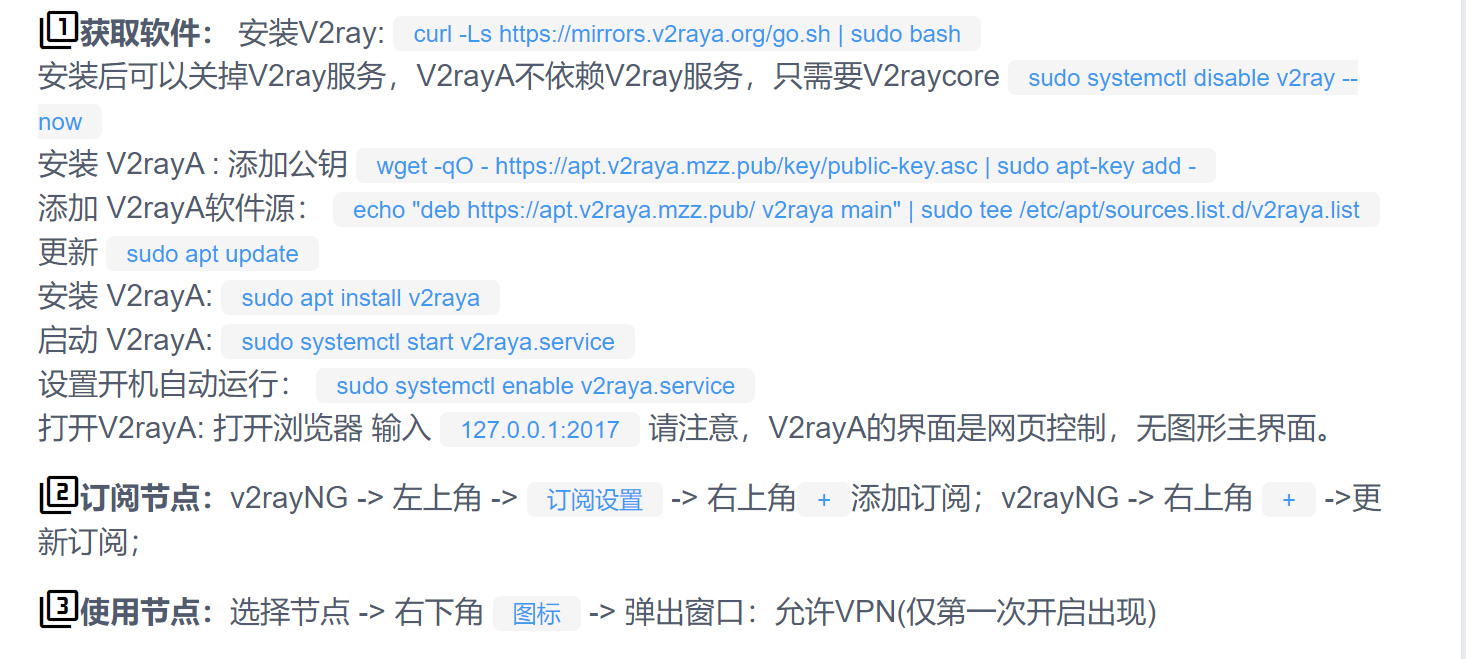 1 获取软件： 安装V2ray: curl -Ls https://mirrors.v2raya.org/go.sh | sudo bash
安装后可以关掉V2ray服务，V2rayA不依赖V2ray服务，只需要V2raycore sudo systemctl disable v2ray --
now
安装 V2rayA : 添加公钥 wget -qO - https://apt.v2raya.mzz.pub/key/public-key.asc | sudo apt-key add -
添加 V2rayA软件源： echo "deb https://apt.v2raya.mzz.pub/ v2raya main" | sudo tee /etc/apt/sources.list.d/v2raya.list
更新 sudo apt update
安装 V2rayA: sudo apt install v2raya
启动 V2rayA: sudo systemctl start v2raya.service
设置开机自动运行： sudo systemctl enable v2raya.service
打开V2rayA: 打开浏览器 输入 127.0.0.1:2017 请注意，V2rayA的界面是网页控制，无图形主界面。
2 订阅节点：v2rayNG -> 左上角 -> 订阅设置 -> 右上角 + 添加订阅；v2rayNG -> 右上角 + ->更
新订阅；
3 使用节点：选择节点 -> 右下角 图标 -> 弹出窗口：允许VPN(仅第一次开启出现)